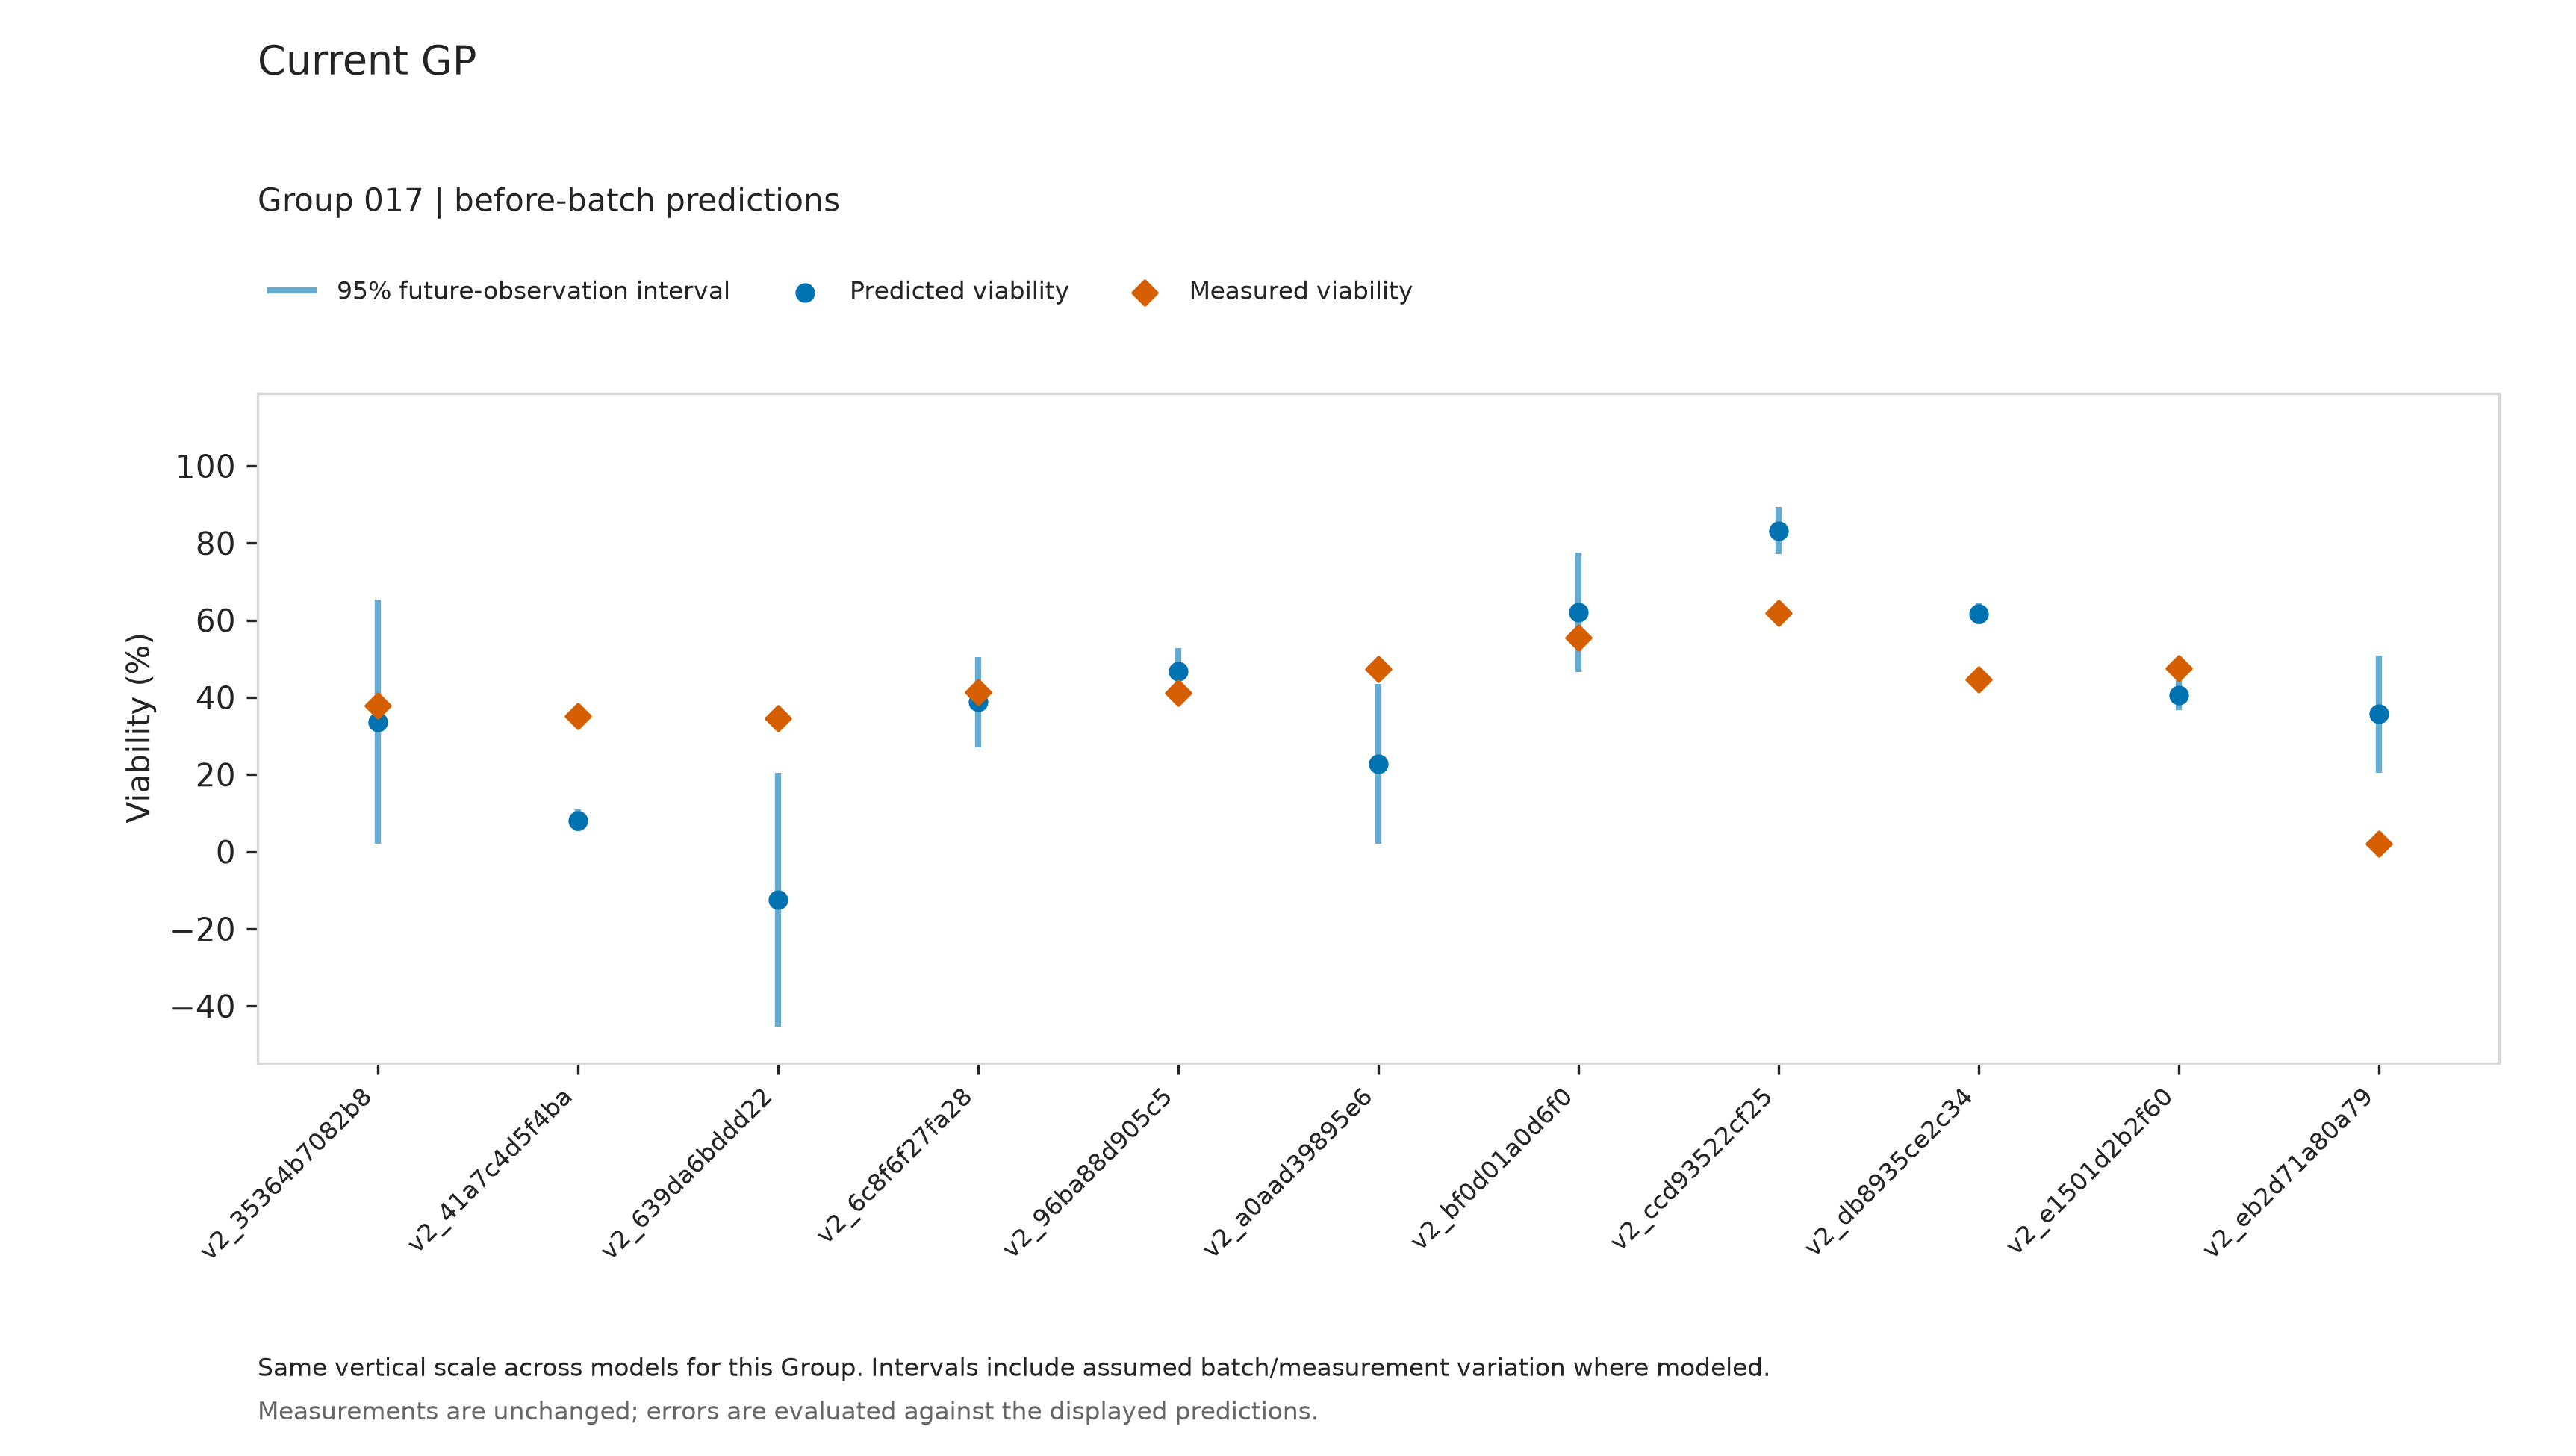 Current GP
Group 017 | before-batch predictions
95% future-observation interval
Predicted viability
Measured viability
Viability (%)
100
80
60
40
20
0
−20
−40
v2_35364b7082b8
v2_41a7c4d5f4ba
v2_639da6bddd22
v2_6c8f6f27fa28
v2_96ba88d905c5
v2_a0aad39895e6
v2_bf0d01a0d6f0
v2_ccd93522cf25
v2_db8935ce2c34
v2_e1501d2b2f60
v2_eb2d71a80a79
Same vertical scale across models for this Group. Intervals include assumed batch/measurement variation where modeled.
Measurements are unchanged; errors are evaluated against the displayed predictions.